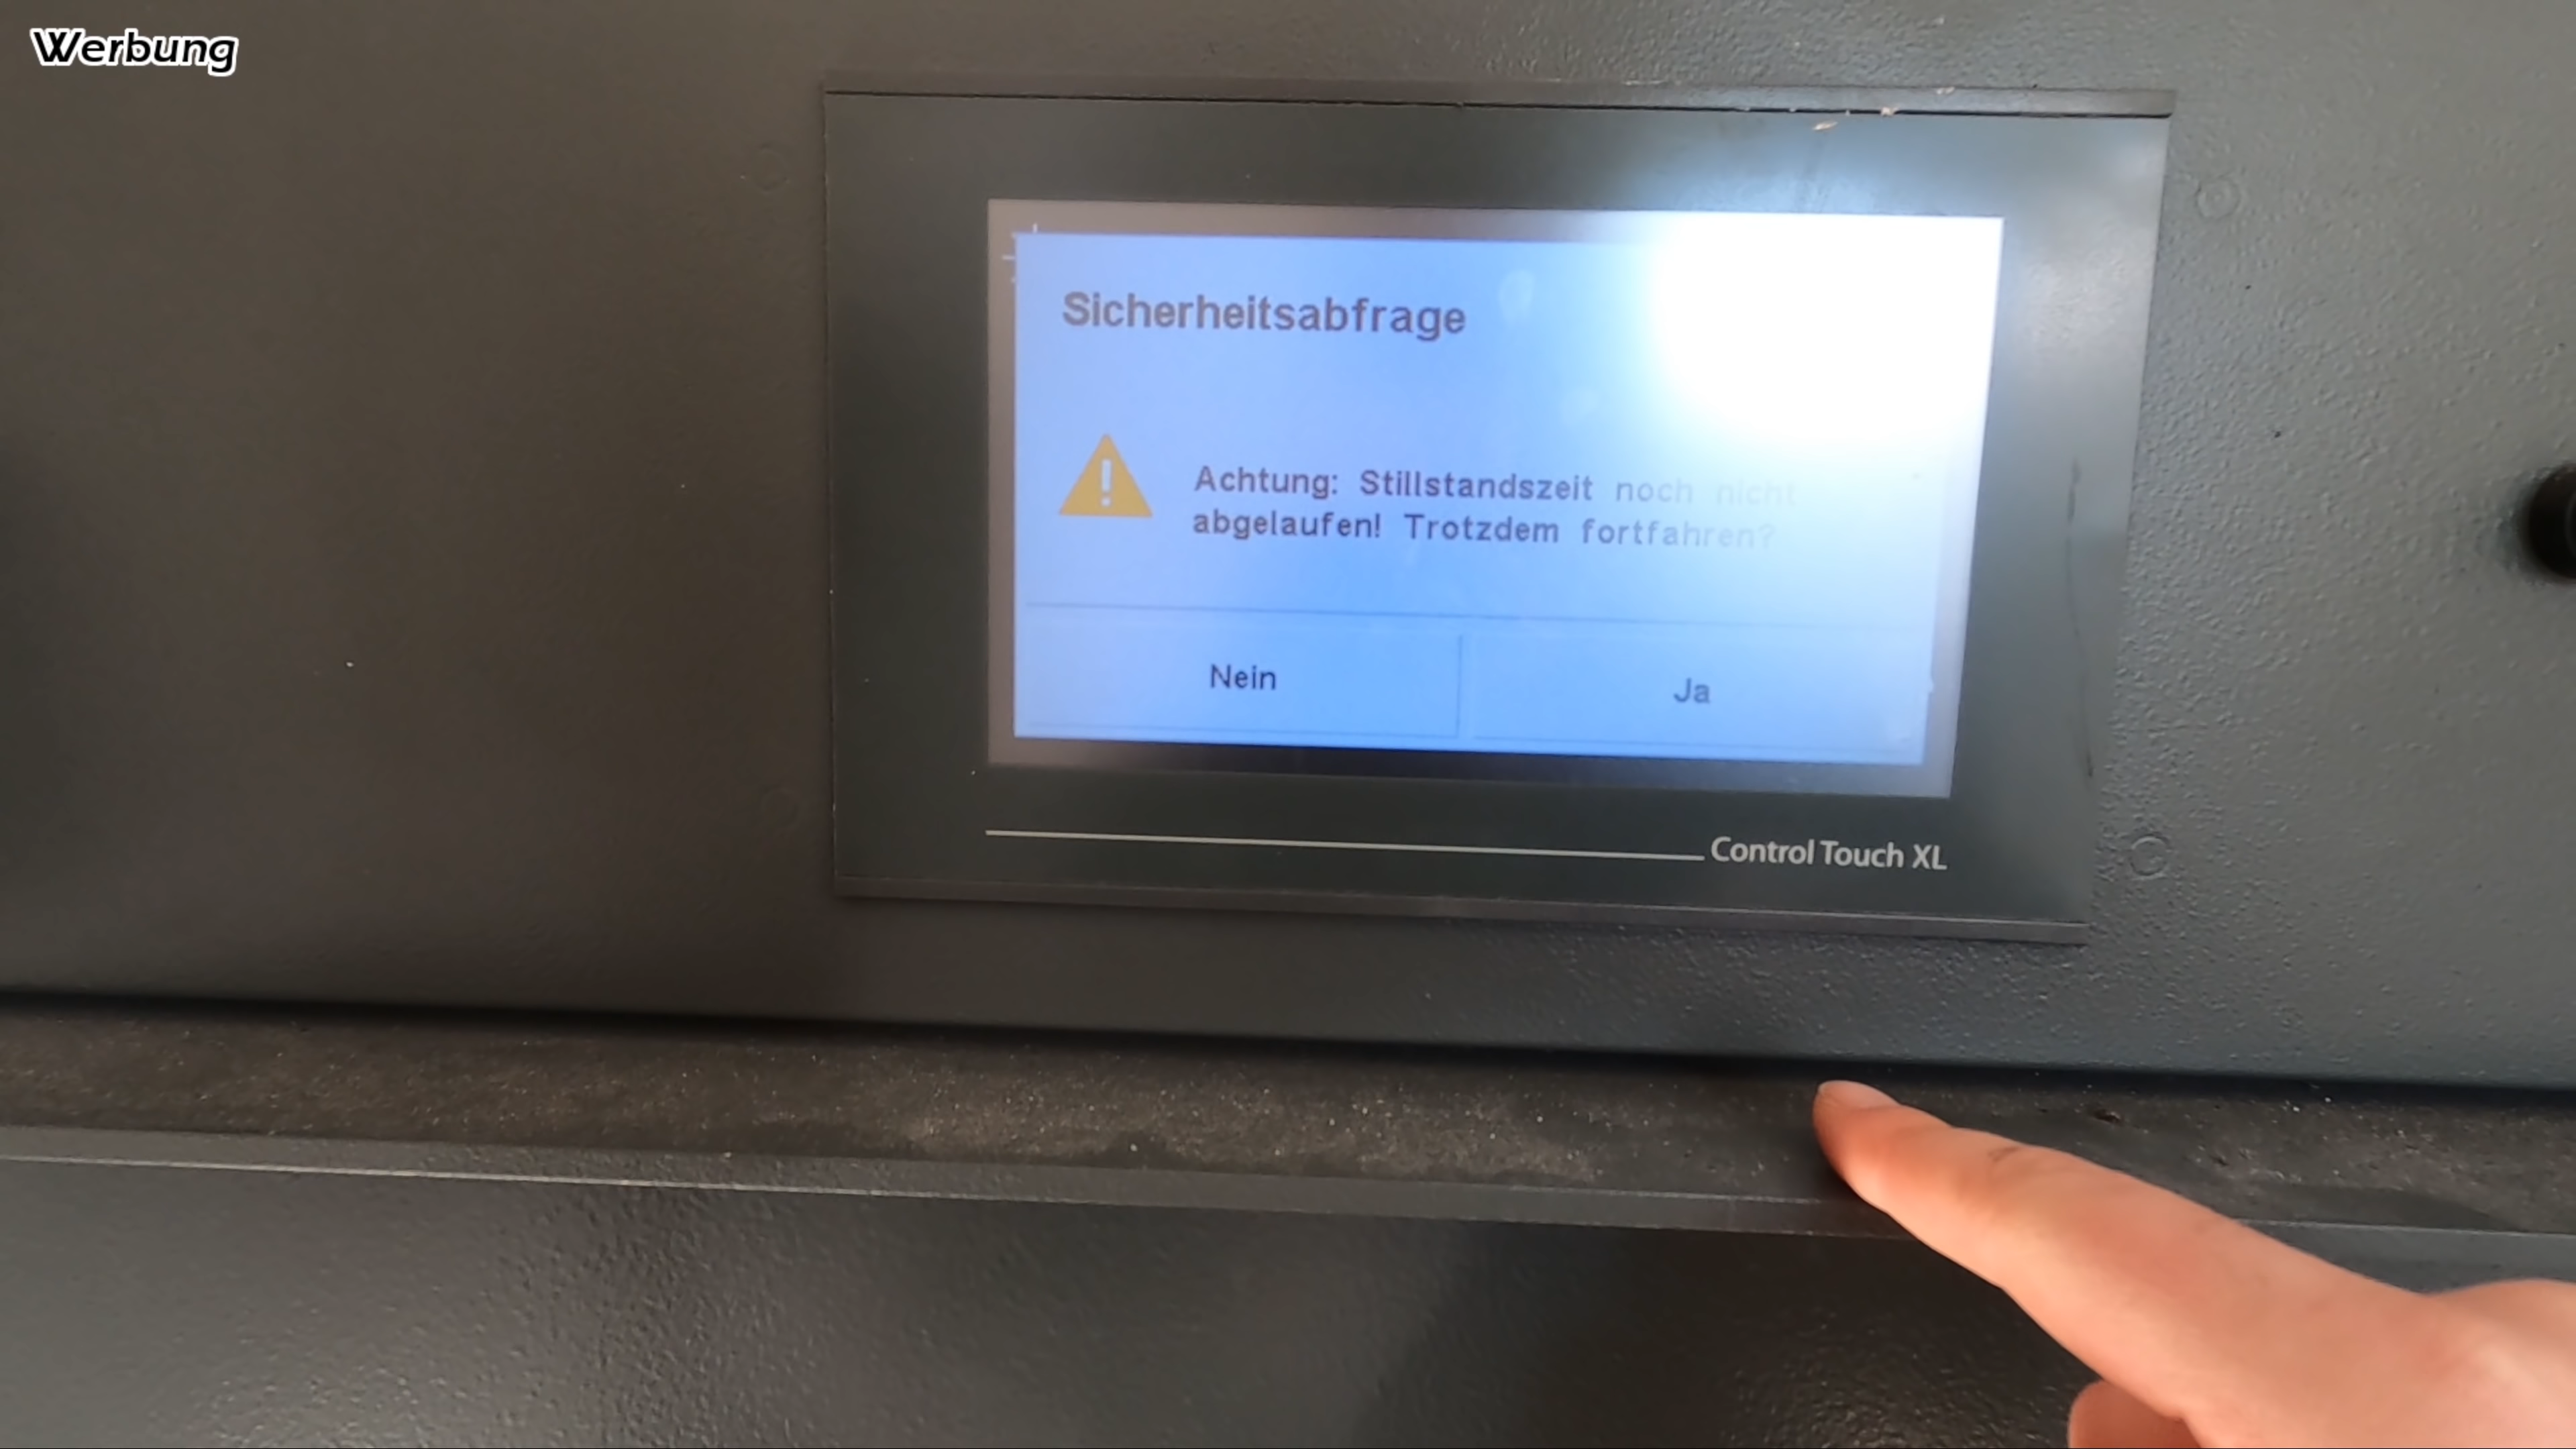 Werbung
Sicherheitsabfrage
Achtung: Stillstandszeit noch nicht
abgelaufen! Trotzdem fortfahren?
Nein
Ja
Control Touch XL